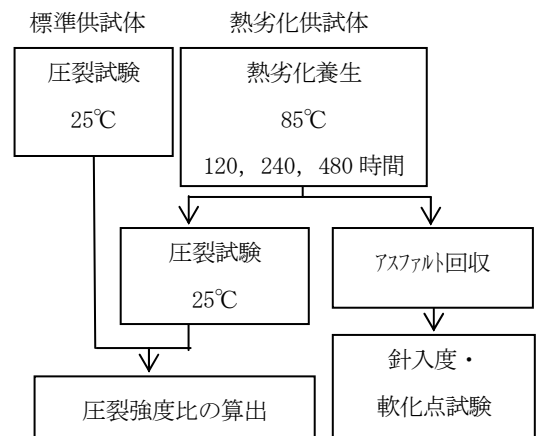 標準供試体
熱劣化供試体
圧裂試験
25℃
熱劣化養生
85℃
120, 240, 480 時間
圧裂試験
25℃
ｱｽﾌｧﾙﾄ回収
圧裂強度比の算出
針入度・
軟化点試験